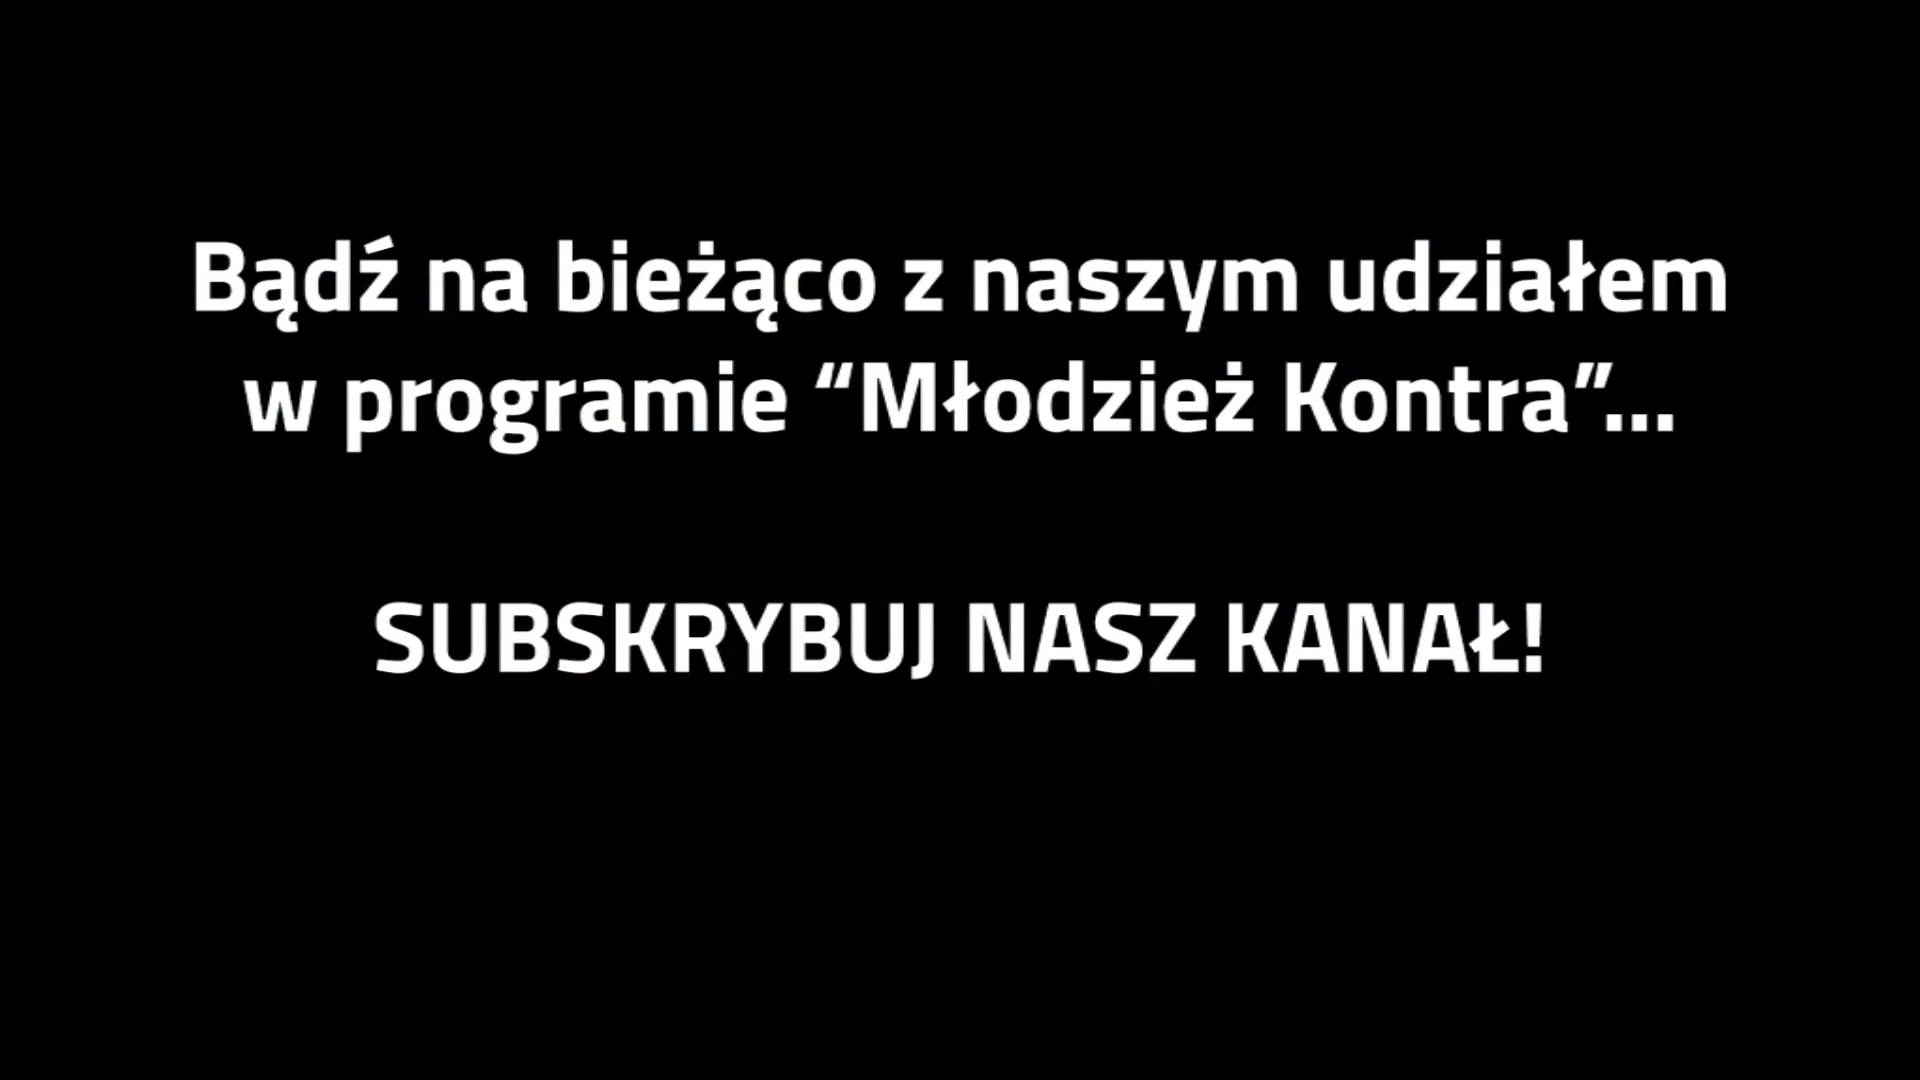 Bądź na bieżąco z naszym udziałem
w programie “Młodzież Kontra”...
SUBSKRYBUJ NASZ KANAŁ!